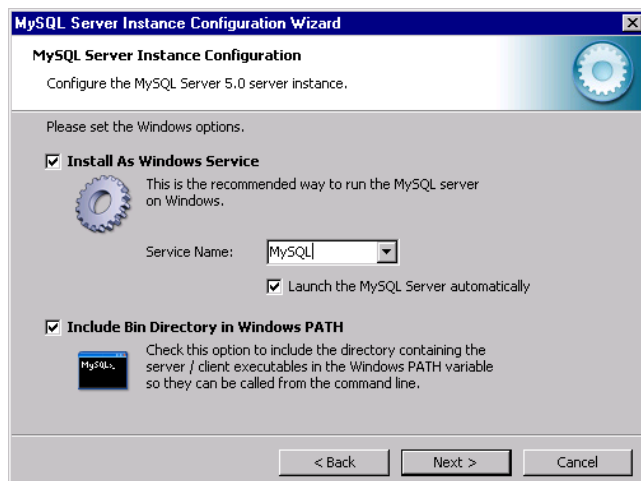 MySQL Server Instance Configuration Wizard
MySQL Server Instance Configuration
Configure the MySQL Server 5.0 server instance.
Please set the Windows options.
Install As Windows Service
This is the recommended way to run the MySQL server
on Windows.
Service Name:
MySQL
Launch the MySQL Server automatically
Include Bin Directory in Windows PATH
MySQL>_
Check this option to include the directory containing the
server / client executables in the Windows PATH variable
so they can be called from the command line.
< Back
Next >
Cancel